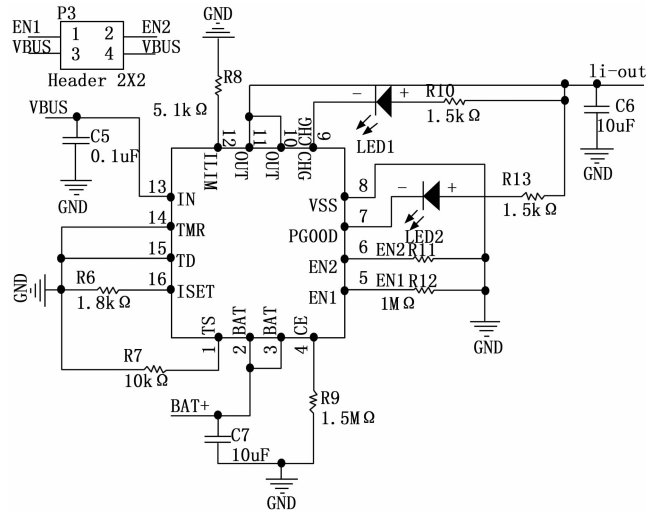 P3
EN1 1 2 EN2
VBUS 3 4 VBUS
Header 2X2
GND
R8
5.1kΩ
VBUS
C5
0.1uF
GND
li-out
C6
10uF
GND
LED1
− +
R10
1.5kΩ
12 11 10 9 CHG
ILIM OUT OUT CHG
13 IN
14 TMR
15 TD
16 ISET
VSS 8
PGOOD 7
EN2 6
EN1 5
− +
LED2
R13
1.5kΩ
EN2 R11
EN1 R12
1MΩ
GND
GND
R6
1.8kΩ
R7
10kΩ
TS BAT BAT CE
1 2 3 4
BAT+
C7
10uF
R9
1.5MΩ
GND